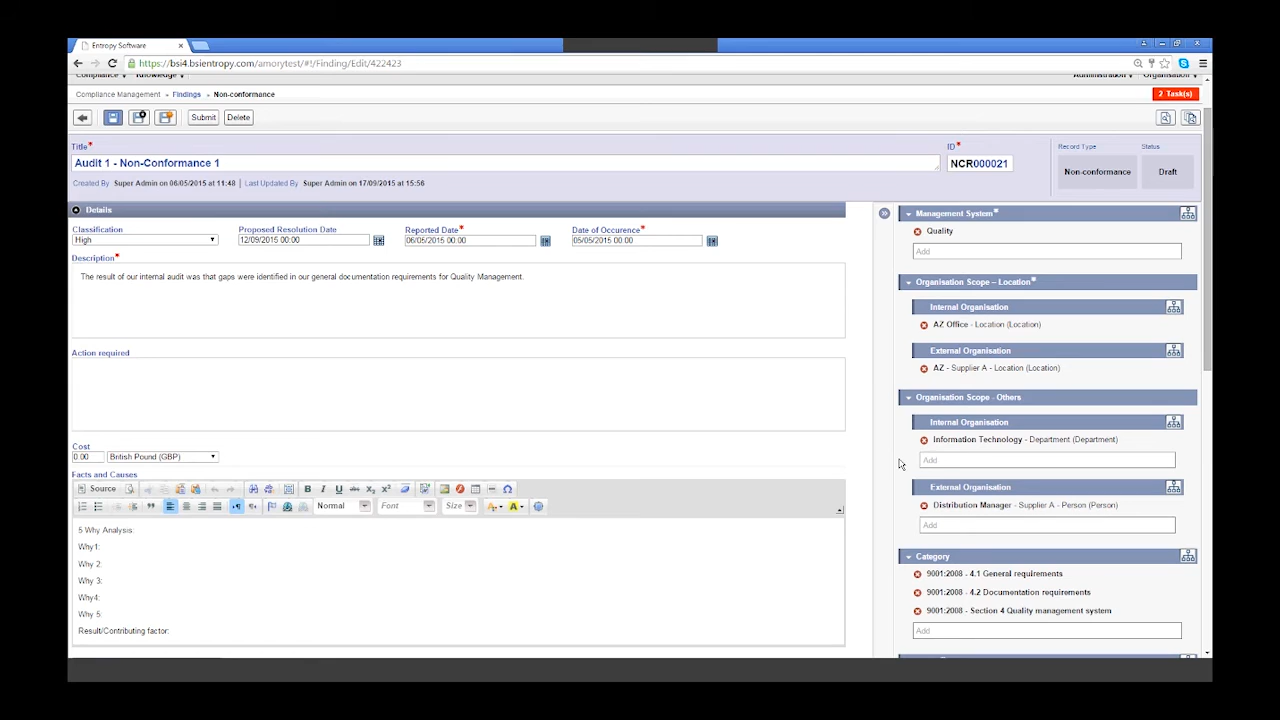 Entropy Software
https://bsi4.bsientropy.com/amorytest/#!/Finding/Edit/422423
Compliance Knowledge Administration Organisation
Compliance Management Findings Non-conformance 2 Task(s)
Submit Delete
Title* ID* Record Type Status
Audit 1 - Non-Conformance 1 NCR000021 Non-conformance Draft
Created By Super Admin on 06/05/2015 at 11:48 | Last Updated By Super Admin on 17/09/2015 at 15:56
Details
Classification Proposed Resolution Date Reported Date* Date of Occurence*
High 12/09/2015 00:00 06/05/2015 00:00 05/05/2015 00:00
Description*
The result of our internal audit was that gaps were identified in our general documentation requirements for Quality Management.
Action required
Cost
0.00 British Pound (GBP)
Facts and Causes
Source B I U abc X₂ X²
Normal Font Size A A
5 Why Analysis
Why1:
Why 2:
Why 3:
Why4:
Why 5:
Result/Contributing factor:
Management System*
Quality
Add
Organisation Scope – Location*
Internal Organisation
AZ Office - Location (Location)
External Organisation
AZ - Supplier A - Location (Location)
Organisation Scope - Others
Internal Organisation
Information Technology - Department (Department)
Add
External Organisation
Distribution Manager - Supplier A - Person (Person)
Add
Category
9001:2008 - 4.1 General requirements
9001:2008 - 4.2 Documentation requirements
9001:2008 - Section 4 Quality management system
Add